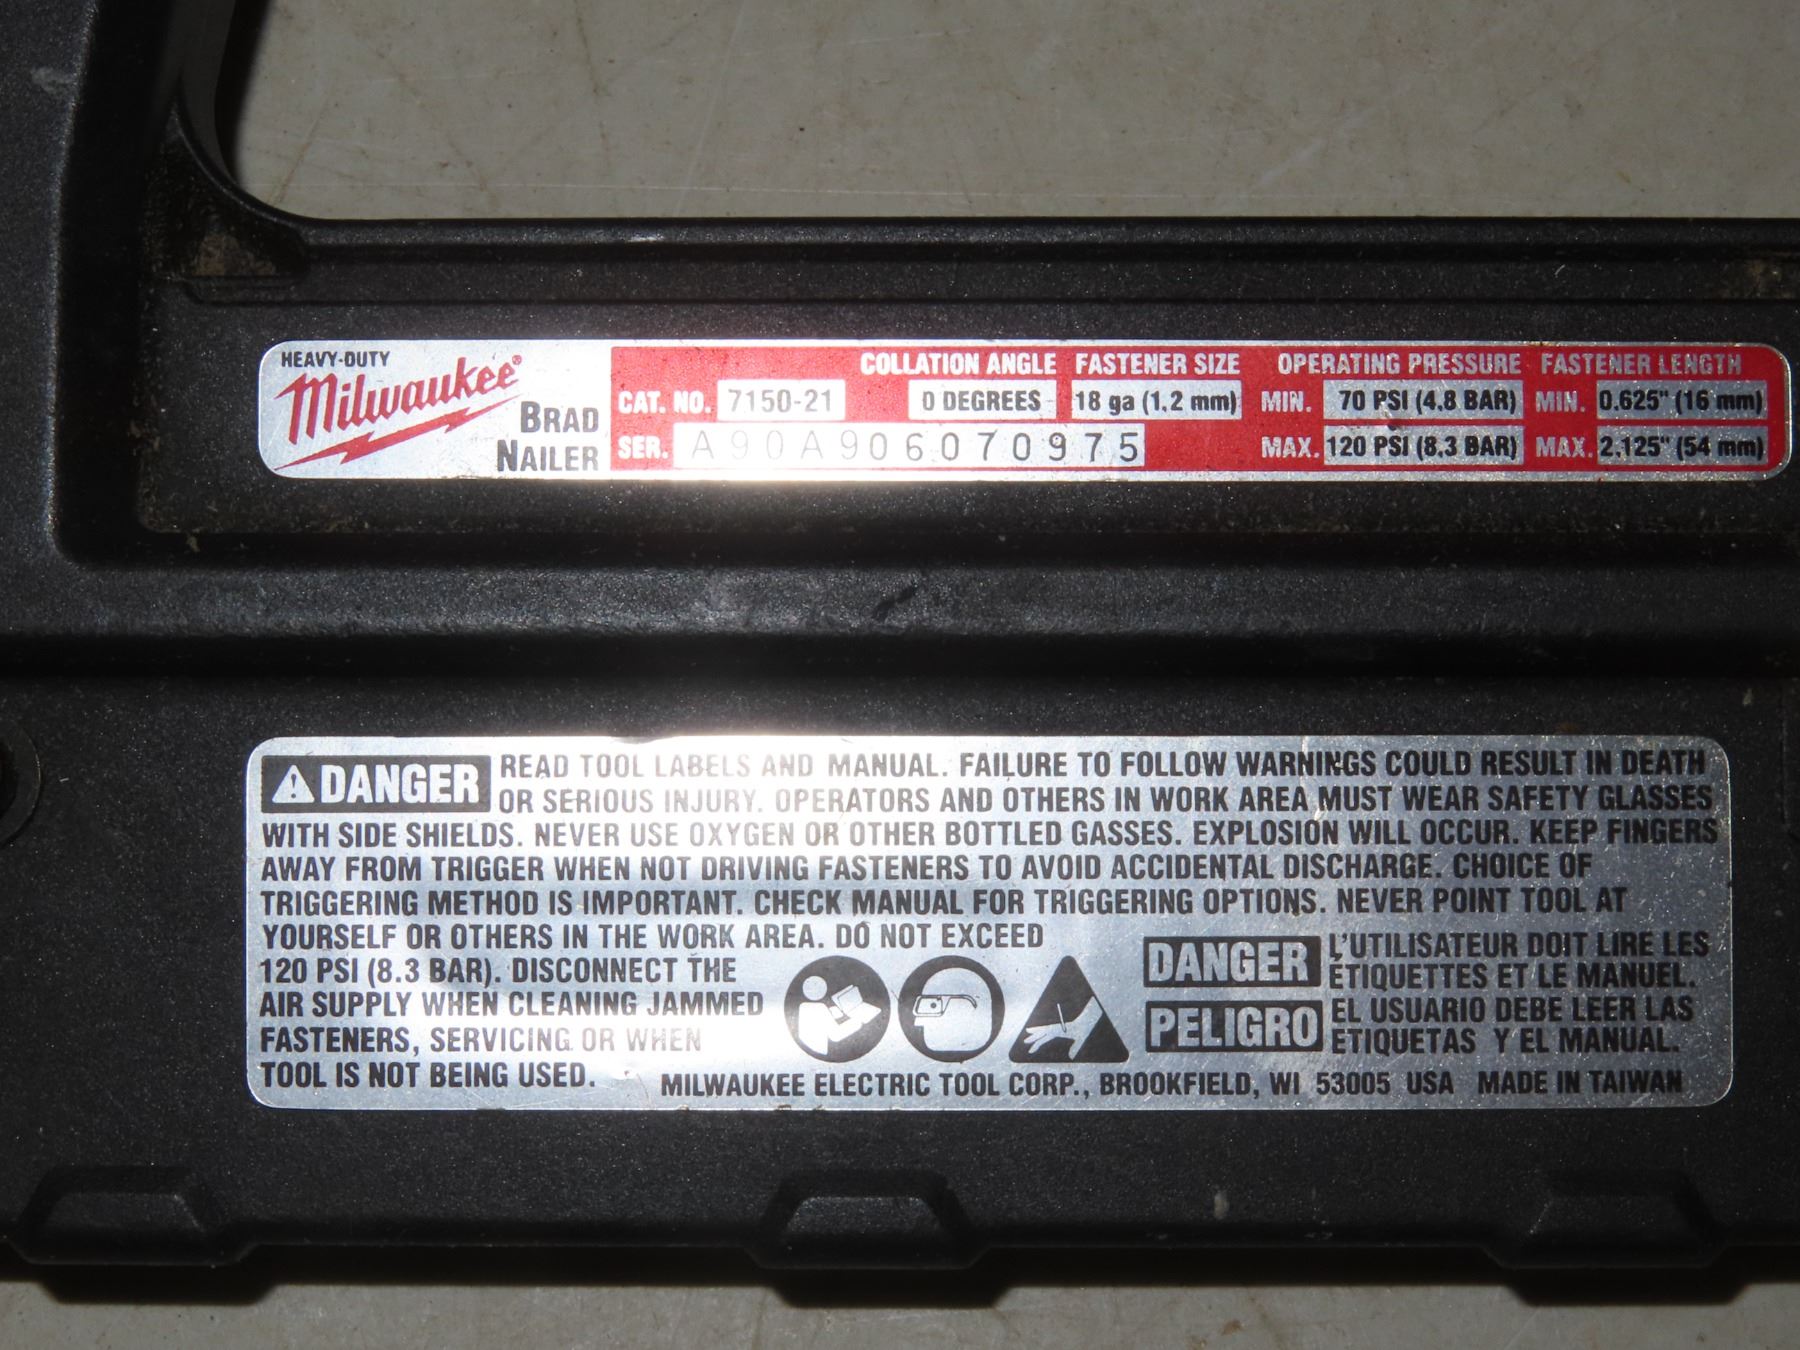 HEAVY-DUTY
Milwaukee®
BRAD
NAILER
CAT. NO. 7150-21
SER. A90A906070975
COLLATION ANGLE
0 DEGREES
FASTENER SIZE
18 ga (1.2 mm)
OPERATING PRESSURE
MIN. 70 PSI (4.8 BAR)
MAX. 120 PSI (8.3 BAR)
FASTENER LENGTH
MIN. 0.625" (16 mm)
MAX. 2.125" (54 mm)
DANGER READ TOOL LABELS AND MANUAL. FAILURE TO FOLLOW WARNINGS COULD RESULT IN DEATH
OR SERIOUS INJURY. OPERATORS AND OTHERS IN WORK AREA MUST WEAR SAFETY GLASSES
WITH SIDE SHIELDS. NEVER USE OXYGEN OR OTHER BOTTLED GASSES. EXPLOSION WILL OCCUR. KEEP FINGERS
AWAY FROM TRIGGER WHEN NOT DRIVING FASTENERS TO AVOID ACCIDENTAL DISCHARGE. CHOICE OF
TRIGGERING METHOD IS IMPORTANT. CHECK MANUAL FOR TRIGGERING OPTIONS. NEVER POINT TOOL AT
YOURSELF OR OTHERS IN THE WORK AREA. DO NOT EXCEED
120 PSI (8.3 BAR). DISCONNECT THE
AIR SUPPLY WHEN CLEANING JAMMED
FASTENERS, SERVICING OR WHEN
TOOL IS NOT BEING USED.
DANGER L'UTILISATEUR DOIT LIRE LES
ÉTIQUETTES ET LE MANUEL.
PELIGRO EL USUARIO DEBE LEER LAS
ETIQUETAS Y EL MANUAL.
MILWAUKEE ELECTRIC TOOL CORP., BROOKFIELD, WI 53005 USA MADE IN TAIWAN